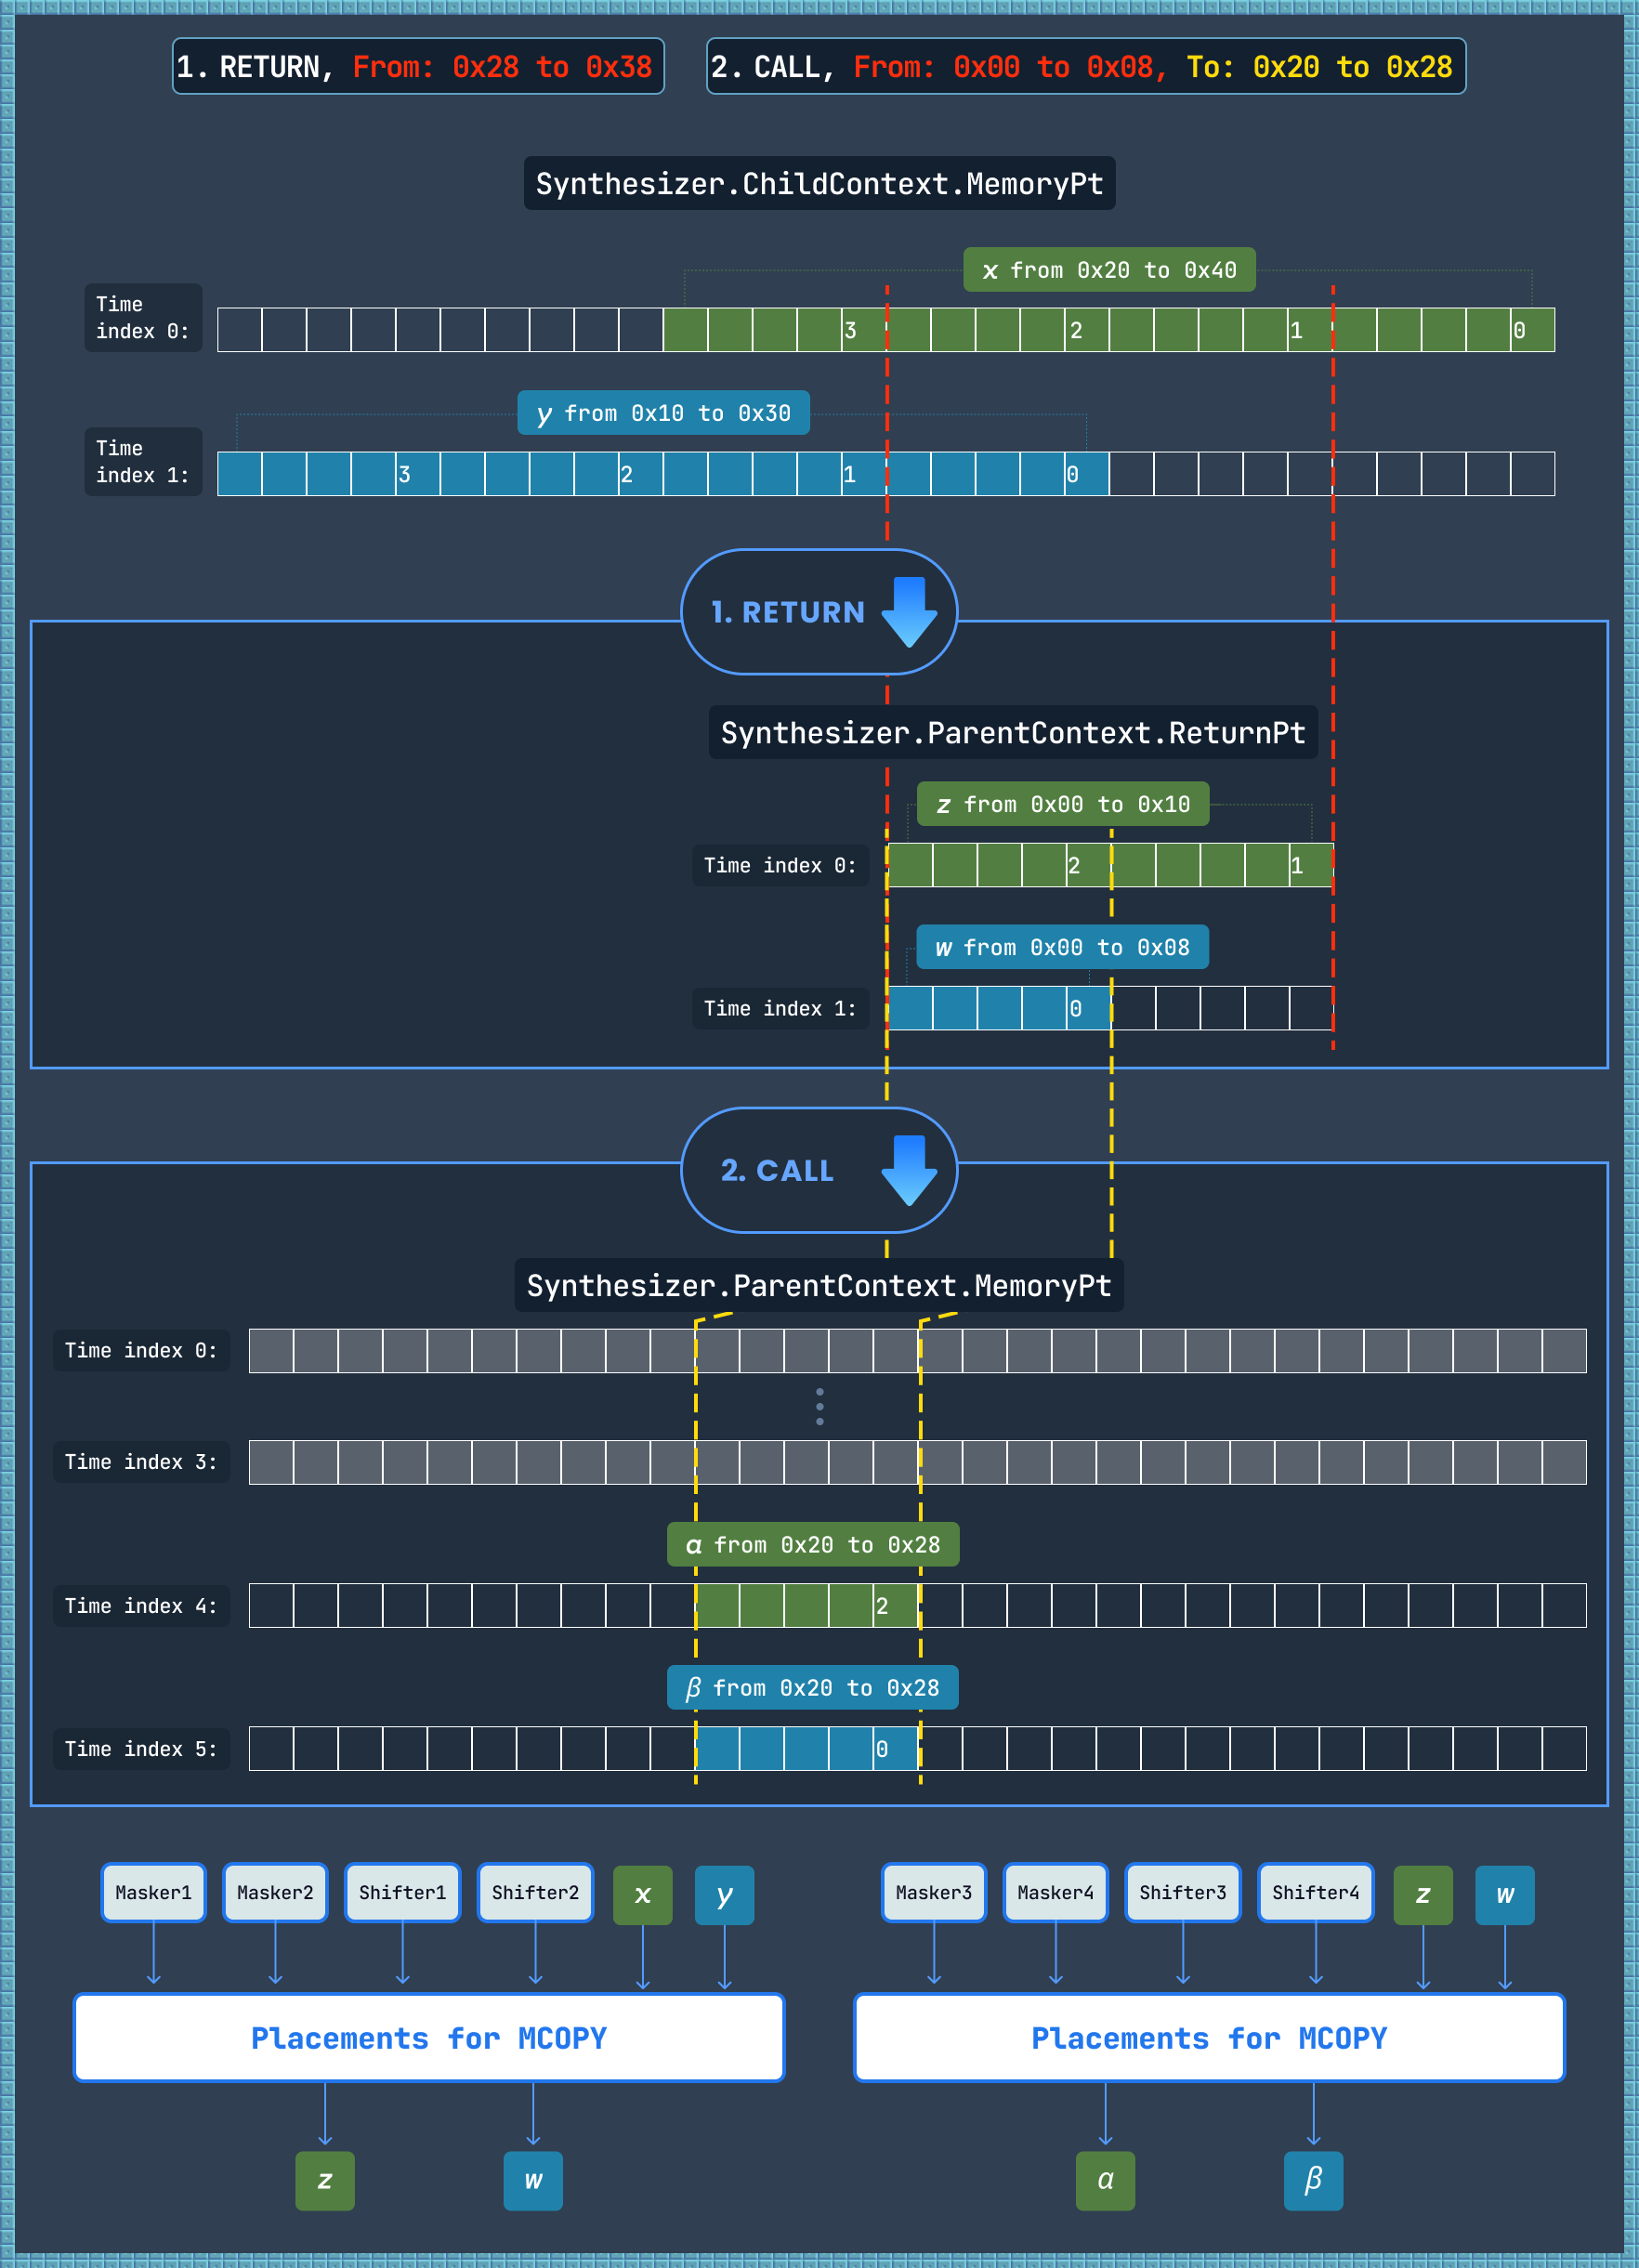 1. RETURN, From: 0x28 to 0x38
2. CALL, From: 0x00 to 0x08, To: 0x20 to 0x28
Synthesizer.ChildContext.MemoryPt
x from 0x20 to 0x40
Time
index 0:
3 2 1 0
y from 0x10 to 0x30
Time
index 1:
3 2 1 0
1. RETURN
Synthesizer.ParentContext.ReturnPt
z from 0x00 to 0x10
Time index 0:
2 1
w from 0x00 to 0x08
Time index 1:
0
2. CALL
Synthesizer.ParentContext.MemoryPt
Time index 0:
Time index 3:
α from 0x20 to 0x28
Time index 4:
2
β from 0x20 to 0x28
Time index 5:
0
Masker1 Masker2 Shifter1 Shifter2 x y
Placements for MCOPY
z w
Masker3 Masker4 Shifter3 Shifter4 z w
Placements for MCOPY
α β